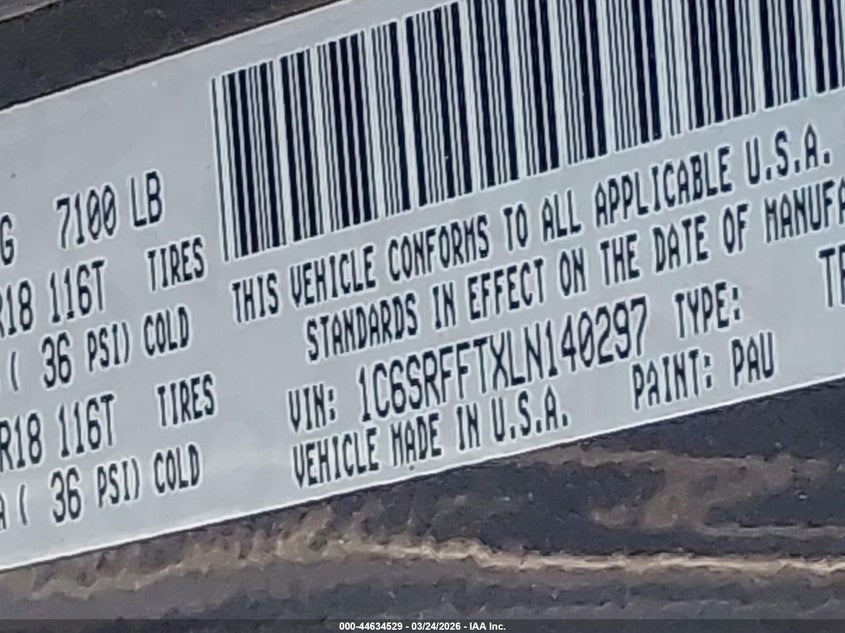 G 7100 LB
R18 116T TIRES
( 36 PSI) COLD
R18 116T TIRES
A ( 36 PSI) COLD
THIS VEHICLE CONFORMS TO ALL APPLICABLE U.S.A.
STANDARDS IN EFFECT ON THE DATE OF MANUFA
VIN: 1C6SRFFTXLN140297 TYPE: TR
VEHICLE MADE IN U.S.A. PAINT: PAU
000-44634529 - 03/24/2026 - IAA Inc.